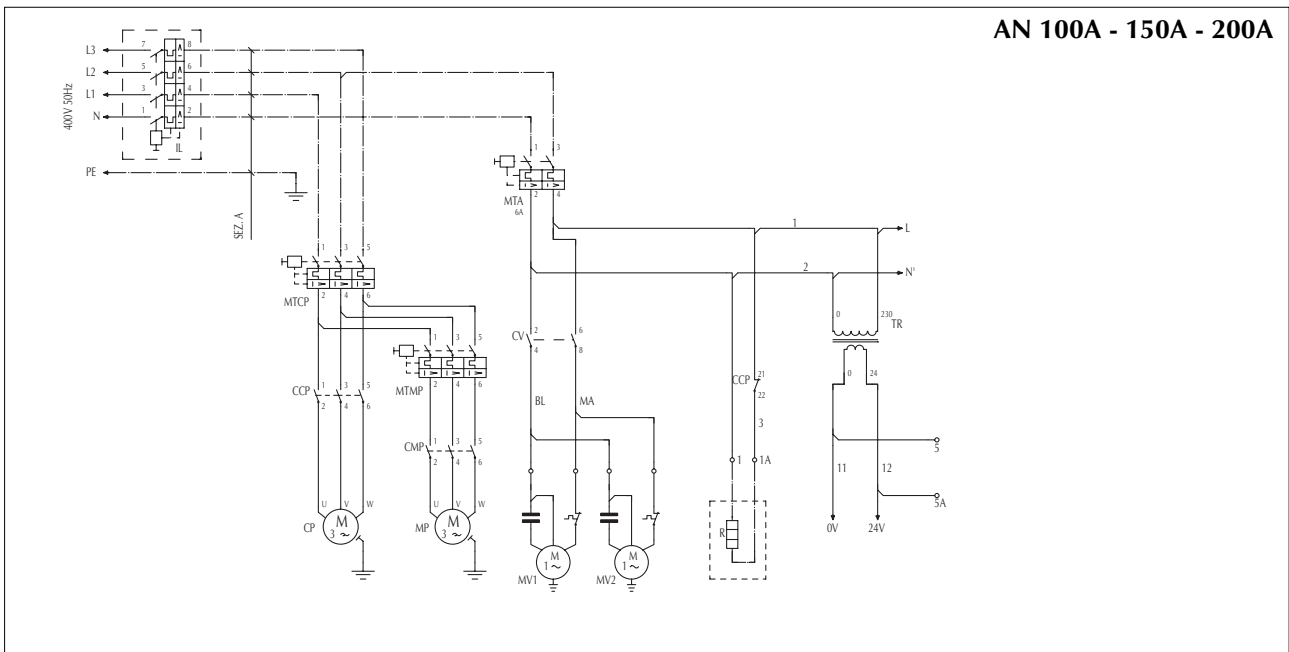 AN 100A - 150A - 200A
L3
7
8
L2
5
6
L1
3
4
N
1
2
400V 50Hz
IL
PE
SEZ. A
1
3
MTA
6A
2
4
1
L
2
N'
1
3
5
MTCP
2
4
6
0
230
TR
0
24
1
3
5
MTMP
2
4
6
CV
2
6
4
8
CCP
1
3
5
2
4
6
CCP
21
22
BL
MA
3
CMP
1
3
5
2
4
6
1
1A
11
12
5
5A
U
V
W
CP
M
3 ~
U
V
W
MP
M
3 ~
MV1
M
1 ~
MV2
M
1 ~
R
0V
24V